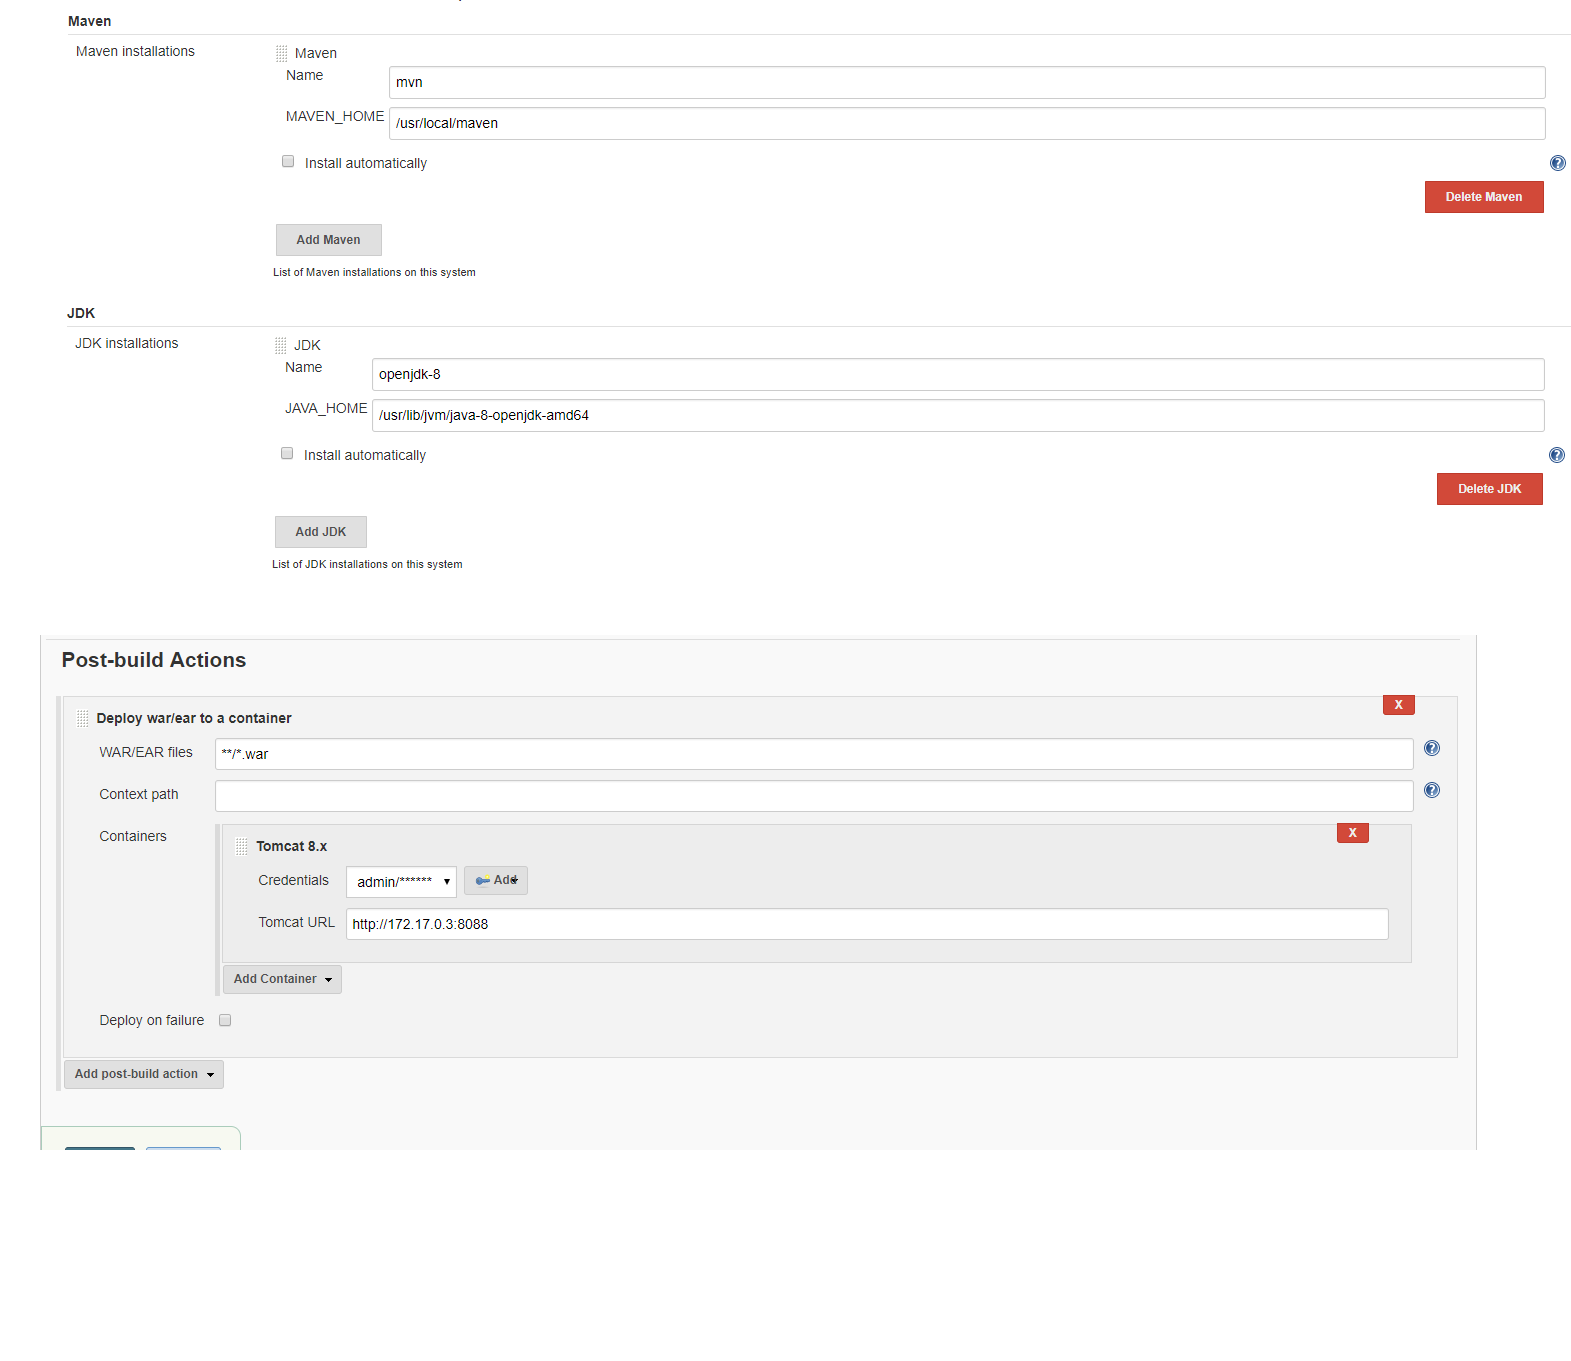 Maven
Maven installations
Maven
Name
mvn
MAVEN_HOME
/usr/local/maven
Install automatically
Delete Maven
Add Maven
List of Maven installations on this system
JDK
JDK installations
JDK
Name
openjdk-8
JAVA_HOME
/usr/lib/jvm/java-8-openjdk-amd64
Install automatically
Delete JDK
Add JDK
List of JDK installations on this system
Post-build Actions
X
Deploy war/ear to a container
WAR/EAR files
**/*.war
Context path
Containers
X
Tomcat 8.x
Credentials
admin/******
Add
Tomcat URL
http://172.17.0.3:8088
Add Container
Deploy on failure
Add post-build action